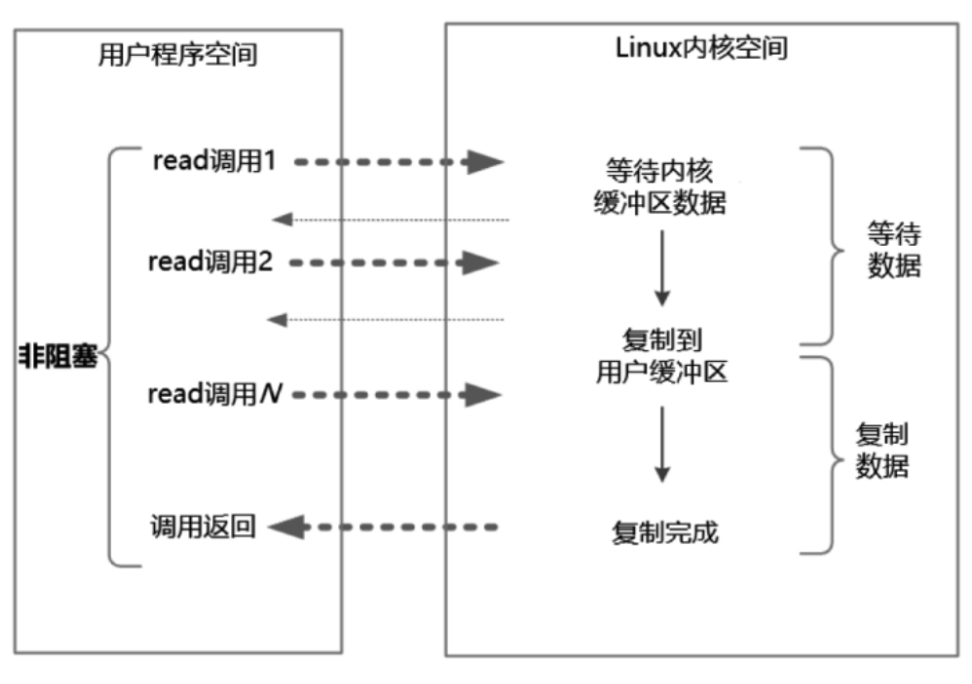 用户程序空间
Linux内核空间
read调用1
等待内核
缓冲区数据
等待
数据
read调用2
复制到
用户缓冲区
非阻塞
read调用N
复制
数据
调用返回
复制完成